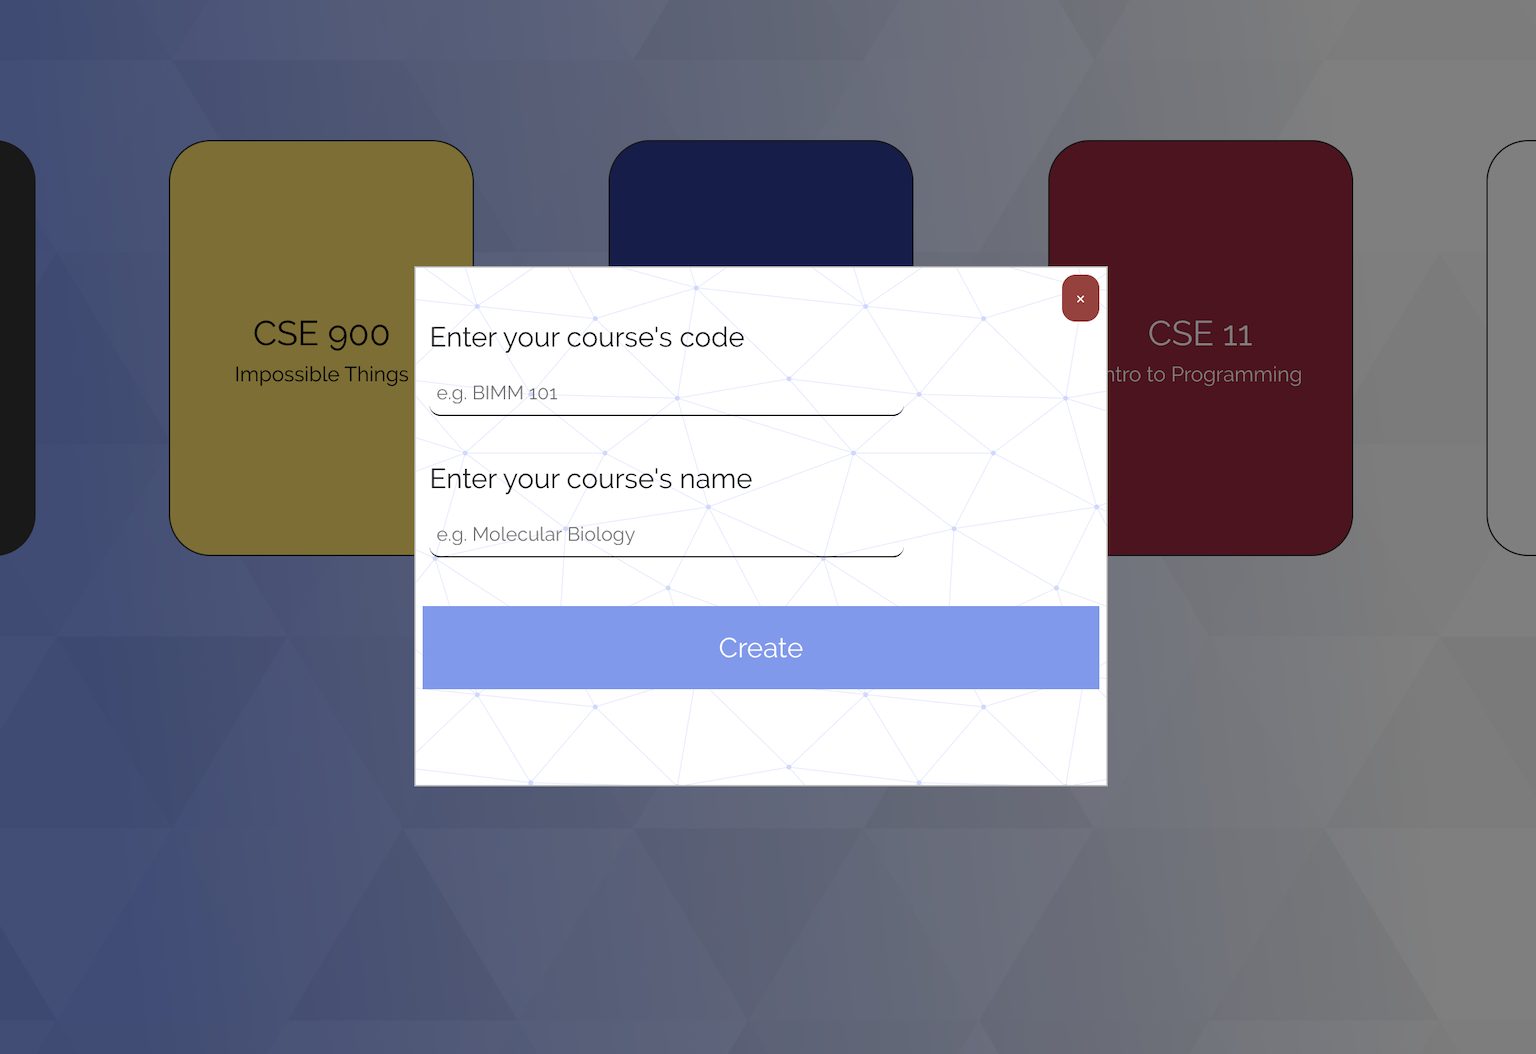 CSE 900
Impossible Things
×
Enter your course's code
e.g. BIMM 101
Enter your course's name
e.g. Molecular Biology
Create
CSE 11
ntro to Programming